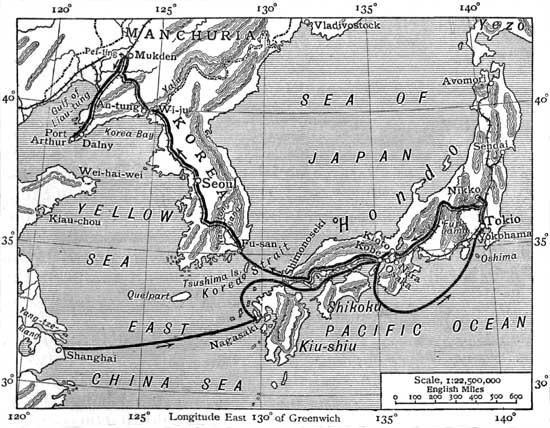 120° 125° 130° 135° 140°
MANCHURIA
Vladivostock
Yezo
Mukden
Yalu
Gulf of
Liau-tung
An-tung
Wi-ju
Avomori
40°
40°
SEA OF
Port
Arthur
Dalny
Korea Bay
KOREA
Sendai
JAPAN
Wei-hai-wei
Seoul
Hondo
Nikko
YELLOW
Kiau-chou
Tokio
Yokohama
Fu-san
Shimonoseki
Kioto
Kobe
Nara
Osaka
Oshima
35°
35°
SEA
Tsushima Is.
Korea Strait
Quelpart
Shikoku
EAST
Nagasaki
PACIFIC OCEAN
Yang-tse-
Kiang
Kiu-shiu
Shanghai
CHINA SEA
Scale, 1:22,500,000
English Miles
0 100 200 300 400 500 600
30°
30°
120° 125° Longitude East 130° of Greenwich 135° 140°